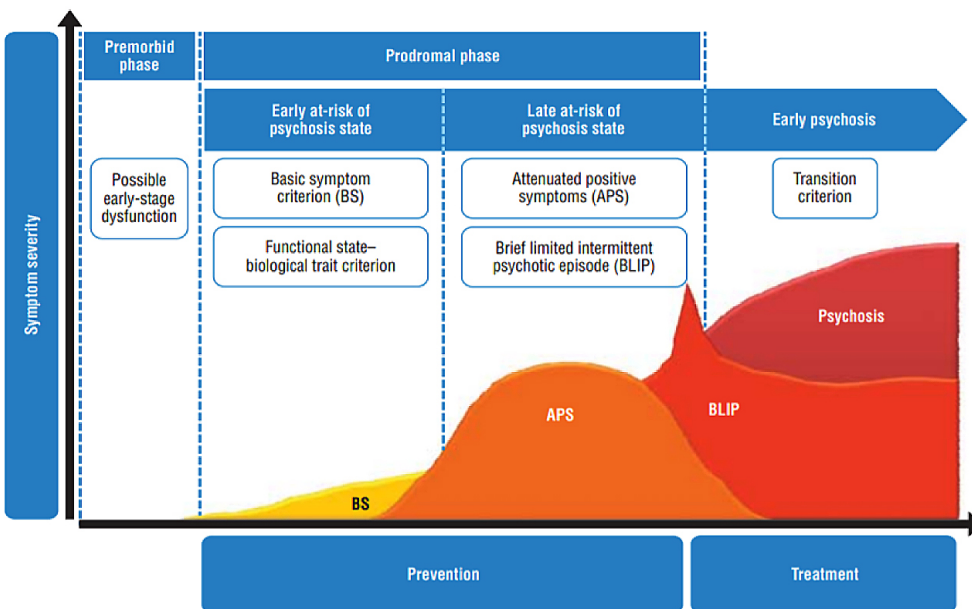 Premorbid
phase
Prodromal phase
Early at-risk of
psychosis state
Late at-risk of
psychosis state
Early psychosis
Possible
early-stage
dysfunction
Basic symptom
criterion (BS)
Attenuated positive
symptoms (APS)
Transition
criterion
Functional state–
biological trait criterion
Brief limited intermittent
psychotic episode (BLIP)
Symptom severity
Psychosis
APS
BLIP
BS
Prevention
Treatment